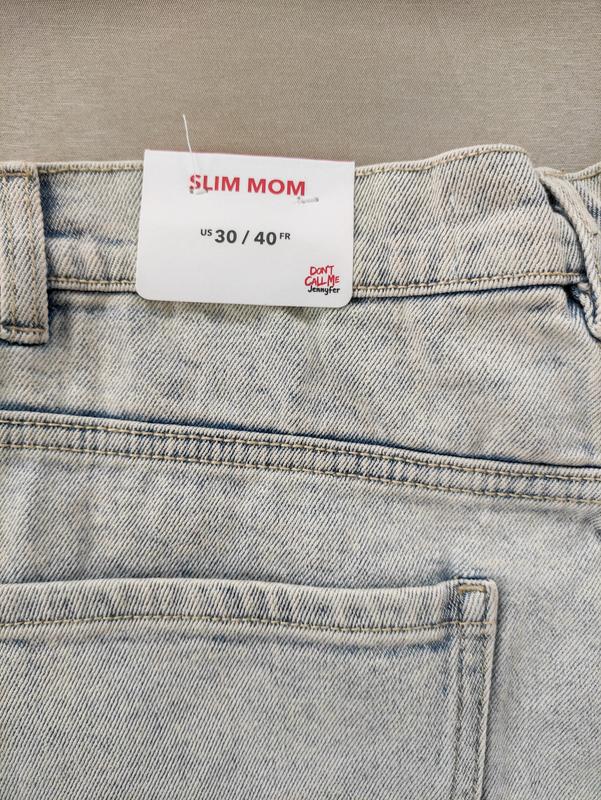 SLIM MOM
US 30 / 40 FR
DON'T
CALL ME
Jennyfer